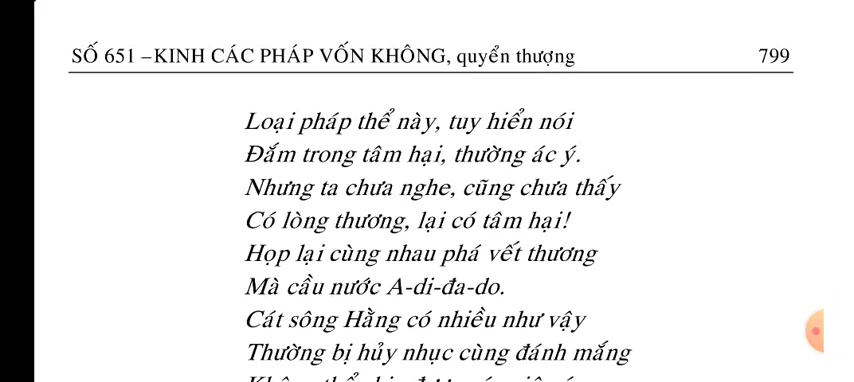 SỐ 651 –KINH CÁC PHÁP VỐN KHÔNG, quyển thượng 799
Loại pháp thể này, tuy hiển nói
Đắm trong tâm hại, thường ác ý.
Nhưng ta chưa nghe, cũng chưa thấy
Có lòng thương, lại có tâm hại!
Họp lại cùng nhau phá vết thương
Mà cầu nước A-di-đa-do.
Cát sông Hằng có nhiều như vậy
Thường bị hủy nhục cùng đánh mắng